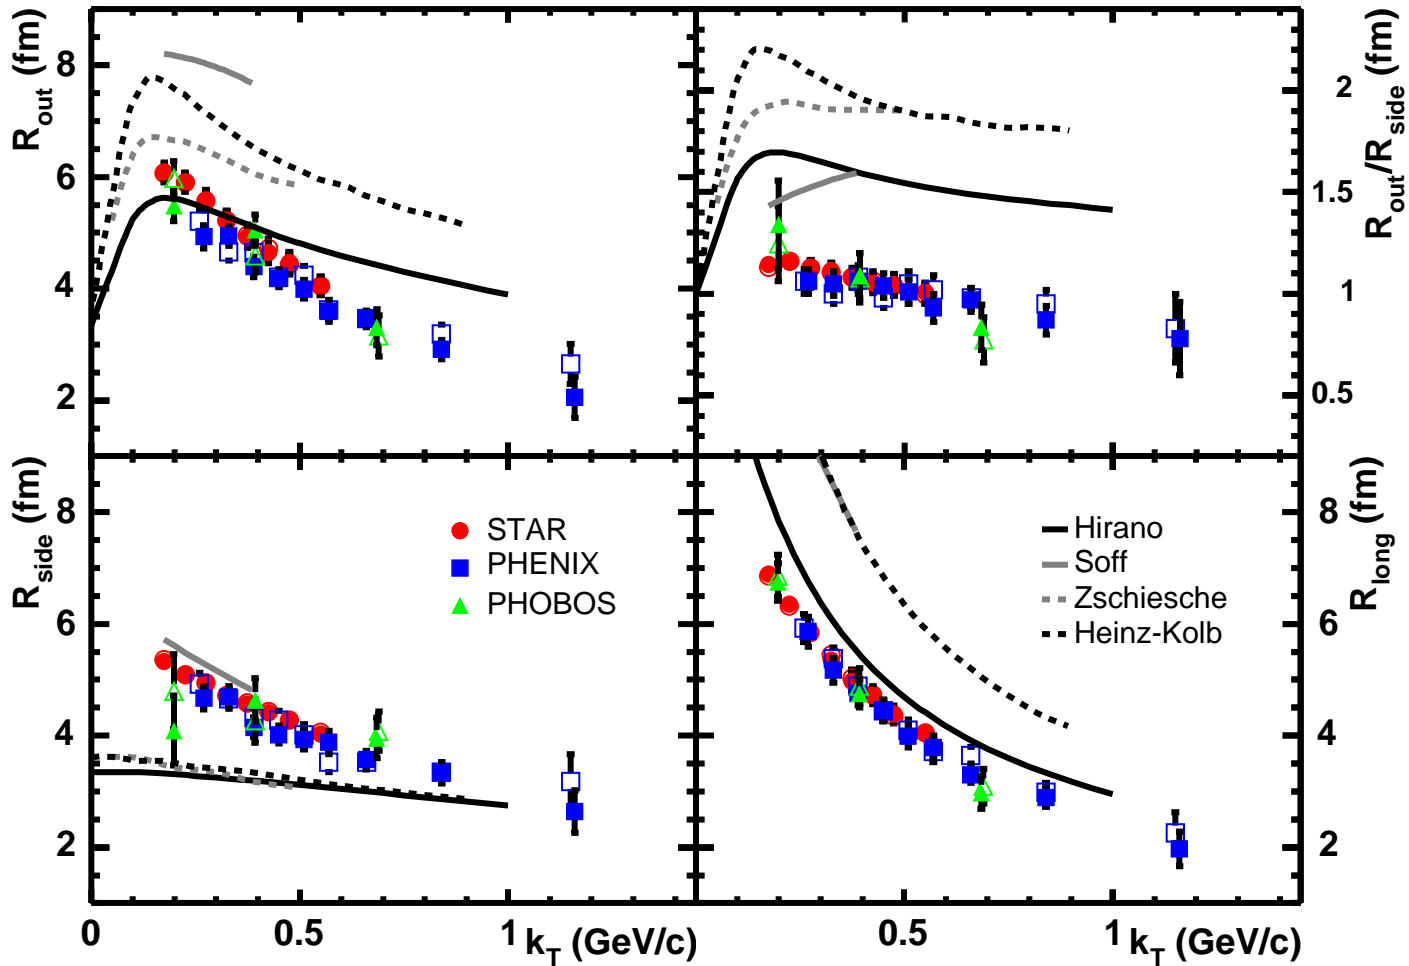 R_out (fm)
8
6
4
2
R_out/R_side (fm)
2
1.5
1
0.5
R_side (fm)
8
6
4
2
STAR
PHENIX
PHOBOS
R_long (fm)
8
6
4
2
Hirano
Soff
Zschiesche
Heinz-Kolb
0 0.5 1 k_T (GeV/c)
0.5 1 k_T (GeV/c)